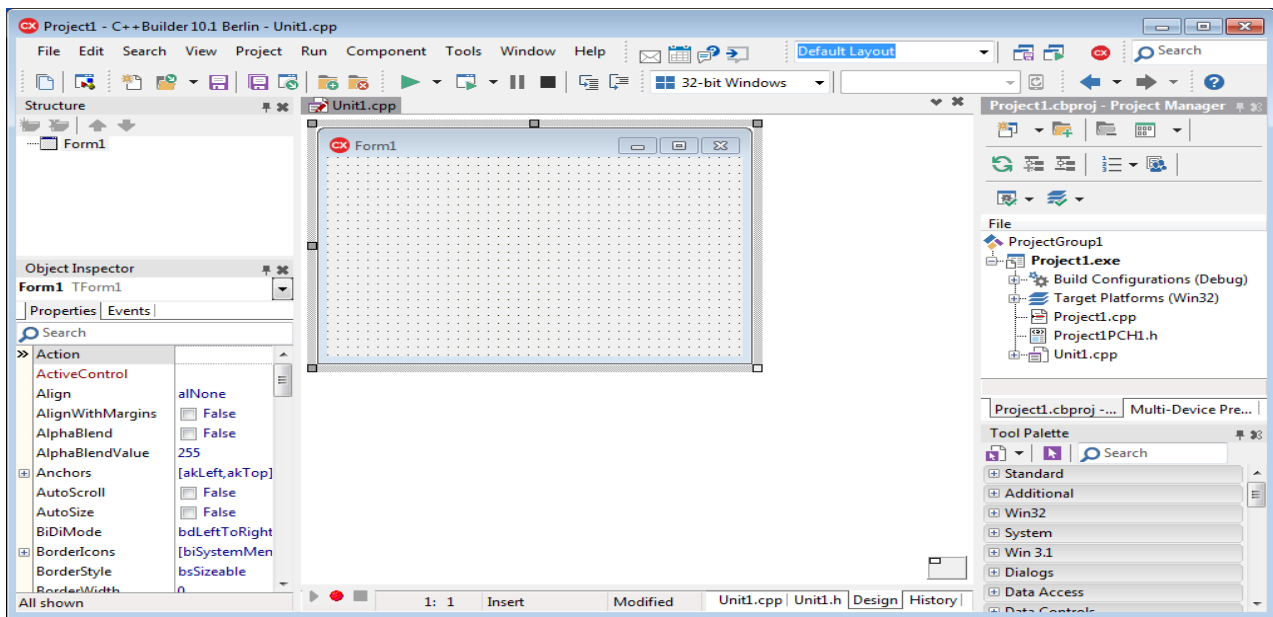 Project1 - C++Builder 10.1 Berlin - Unit1.cpp
File Edit Search View Project Run Component Tools Window Help Default Layout Search
32-bit Windows
Structure
Form1
Object Inspector
Form1 TForm1
Properties Events
Search
Action
ActiveControl
Align alNone
AlignWithMargins False
AlphaBlend False
AlphaBlendValue 255
Anchors [akLeft,akTop]
AutoScroll False
AutoSize False
BiDiMode bdLeftToRight
BorderIcons [biSystemMen
BorderStyle bsSizeable
BorderWidth 0
All shown
Unit1.cpp
Form1
1: 1 Insert Modified Unit1.cpp Unit1.h Design History
Project1.cbproj - Project Manager
File
ProjectGroup1
Project1.exe
Build Configurations (Debug)
Target Platforms (Win32)
Project1.cpp
Project1PCH1.h
Unit1.cpp
Project1.cbproj -... Multi-Device Pre...
Tool Palette
Search
Standard
Additional
Win32
System
Win 3.1
Dialogs
Data Access
Data Controls